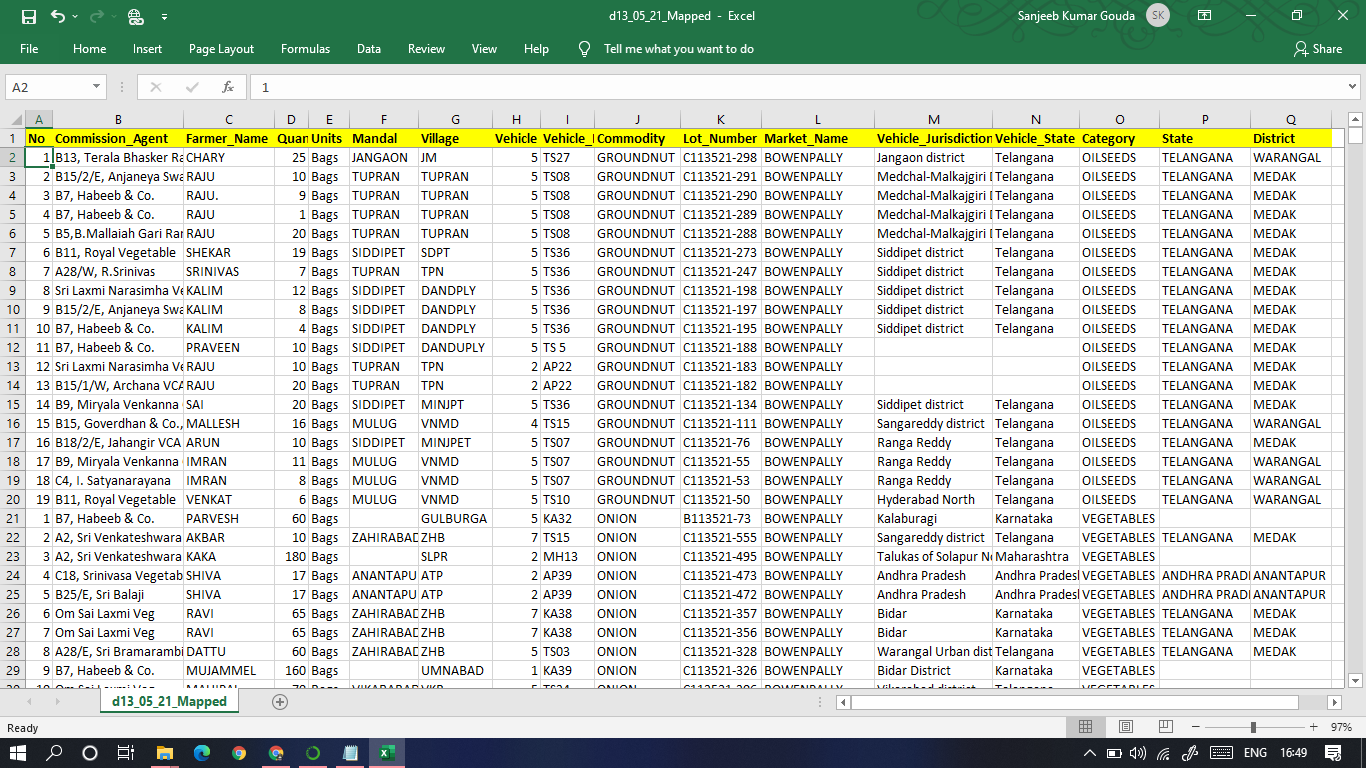 d13_05_21_Mapped - Excel
Sanjeeb Kumar Gouda SK
File Home Insert Page Layout Formulas Data Review View Help Tell me what you want to do Share
A2 fx 1
A B C D E F G H I J K L M N O P Q
1 No Commission_Agent Farmer_Name Quan Units Mandal Village Vehicle Vehicle_ Commodity Lot_Number Market_Name Vehicle_Jurisdiction Vehicle_State Category State District
2 1 B13, Terala Bhasker Ra CHARY 25 Bags JANGAON JM 5 TS27 GROUNDNUT C113521-298 BOWENPALLY Jangaon district Telangana OILSEEDS TELANGANA WARANGAL
3 2 B15/2/E, Anjaneya Swa RAJU 10 Bags TUPRAN TUPRAN 5 TS08 GROUNDNUT C113521-291 BOWENPALLY Medchal-Malkajgiri D Telangana OILSEEDS TELANGANA MEDAK
4 3 B7, Habeeb & Co. RAJU. 9 Bags TUPRAN TUPRAN 5 TS08 GROUNDNUT C113521-290 BOWENPALLY Medchal-Malkajgiri D Telangana OILSEEDS TELANGANA MEDAK
5 4 B7, Habeeb & Co. RAJU 1 Bags TUPRAN TUPRAN 5 TS08 GROUNDNUT C113521-289 BOWENPALLY Medchal-Malkajgiri D Telangana OILSEEDS TELANGANA MEDAK
6 5 B5,B.Mallaiah Gari Rar RAJU 20 Bags TUPRAN TUPRAN 5 TS08 GROUNDNUT C113521-288 BOWENPALLY Medchal-Malkajgiri D Telangana OILSEEDS TELANGANA MEDAK
7 6 B11, Royal Vegetable SHEKAR 19 Bags SIDDIPET SDPT 5 TS36 GROUNDNUT C113521-273 BOWENPALLY Siddipet district Telangana OILSEEDS TELANGANA MEDAK
8 7 A28/W, R.Srinivas SRINIVAS 7 Bags TUPRAN TPN 5 TS36 GROUNDNUT C113521-247 BOWENPALLY Siddipet district Telangana OILSEEDS TELANGANA MEDAK
9 8 Sri Laxmi Narasimha Ve KALIM 12 Bags SIDDIPET DANDPLY 5 TS36 GROUNDNUT C113521-198 BOWENPALLY Siddipet district Telangana OILSEEDS TELANGANA MEDAK
10 9 B15/2/E, Anjaneya Swa KALIM 8 Bags SIDDIPET DANDPLY 5 TS36 GROUNDNUT C113521-197 BOWENPALLY Siddipet district Telangana OILSEEDS TELANGANA MEDAK
11 10 B7, Habeeb & Co. KALIM 4 Bags SIDDIPET DANDPLY 5 TS36 GROUNDNUT C113521-195 BOWENPALLY Siddipet district Telangana OILSEEDS TELANGANA MEDAK
12 11 B7, Habeeb & Co. PRAVEEN 10 Bags SIDDIPET DANDUPLY 5 TS 5 GROUNDNUT C113521-188 BOWENPALLY OILSEEDS TELANGANA MEDAK
13 12 Sri Laxmi Narasimha Ve RAJU 10 Bags TUPRAN TPN 2 AP22 GROUNDNUT C113521-183 BOWENPALLY OILSEEDS TELANGANA MEDAK
14 13 B15/1/W, Archana VCA RAJU 20 Bags TUPRAN TPN 2 AP22 GROUNDNUT C113521-182 BOWENPALLY OILSEEDS TELANGANA MEDAK
15 14 B9, Miryala Venkanna SAI 20 Bags SIDDIPET MINJPT 5 TS36 GROUNDNUT C113521-134 BOWENPALLY Siddipet district Telangana OILSEEDS TELANGANA MEDAK
16 15 B15, Goverdhan & Co., MALLESH 16 Bags MULUG VNMD 4 TS15 GROUNDNUT C113521-111 BOWENPALLY Sangareddy district Telangana OILSEEDS TELANGANA WARANGAL
17 16 B18/2/E, Jahangir VCA ARUN 10 Bags SIDDIPET MINJPET 5 TS07 GROUNDNUT C113521-76 BOWENPALLY Ranga Reddy Telangana OILSEEDS TELANGANA MEDAK
18 17 B9, Miryala Venkanna IMRAN 11 Bags MULUG VNMD 5 TS07 GROUNDNUT C113521-55 BOWENPALLY Ranga Reddy Telangana OILSEEDS TELANGANA WARANGAL
19 18 C4, I. Satyanarayana IMRAN 8 Bags MULUG VNMD 5 TS07 GROUNDNUT C113521-53 BOWENPALLY Ranga Reddy Telangana OILSEEDS TELANGANA WARANGAL
20 19 B11, Royal Vegetable VENKAT 6 Bags MULUG VNMD 5 TS10 GROUNDNUT C113521-50 BOWENPALLY Hyderabad North Telangana OILSEEDS TELANGANA WARANGAL
21 1 B7, Habeeb & Co. PARVESH 60 Bags GULBURGA 5 KA32 ONION B113521-73 BOWENPALLY Kalaburagi Karnataka VEGETABLES
22 2 A2, Sri Venkateshwara AKBAR 10 Bags ZAHIRABAD ZHB 7 TS15 ONION C113521-555 BOWENPALLY Sangareddy district Telangana VEGETABLES TELANGANA MEDAK
23 3 A2, Sri Venkateshwara KAKA 180 Bags SLPR 2 MH13 ONION C113521-495 BOWENPALLY Talukas of Solapur No Maharashtra VEGETABLES
24 4 C18, Srinivasa Vegetab SHIVA 17 Bags ANANTAPU ATP 2 AP39 ONION C113521-473 BOWENPALLY Andhra Pradesh Andhra Pradesl VEGETABLES ANDHRA PRADI ANANTAPUR
25 5 B25/E, Sri Balaji SHIVA 17 Bags ANANTAPU ATP 2 AP39 ONION C113521-472 BOWENPALLY Andhra Pradesh Andhra Pradesl VEGETABLES ANDHRA PRADI ANANTAPUR
26 6 Om Sai Laxmi Veg RAVI 65 Bags ZAHIRABAD ZHB 7 KA38 ONION C113521-357 BOWENPALLY Bidar Karnataka VEGETABLES TELANGANA MEDAK
27 7 Om Sai Laxmi Veg RAVI 65 Bags ZAHIRABAD ZHB 7 KA38 ONION C113521-356 BOWENPALLY Bidar Karnataka VEGETABLES TELANGANA MEDAK
28 8 A28/E, Sri Bramarambi DATTU 60 Bags ZAHIRABAD ZHB 5 TS03 ONION C113521-328 BOWENPALLY Warangal Urban dist Telangana VEGETABLES TELANGANA MEDAK
29 9 B7, Habeeb & Co. MUJAMMEL 160 Bags UMNABAD 1 KA39 ONION C113521-326 BOWENPALLY Bidar District Karnataka VEGETABLES
d13_05_21_Mapped
Ready 97%
ENG 16:49